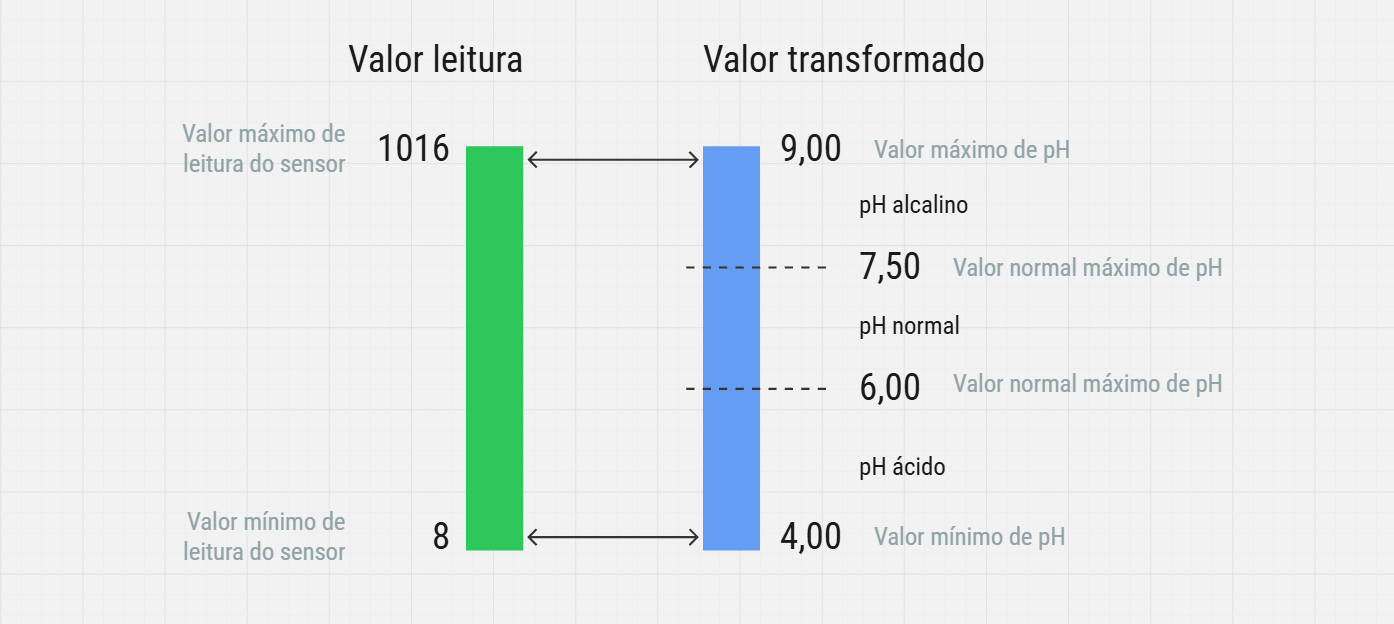 Valor leitura
Valor transformado
Valor máximo de
leitura do sensor
1016
9,00
Valor máximo de pH
pH alcalino
7,50
Valor normal máximo de pH
pH normal
6,00
Valor normal máximo de pH
pH ácido
Valor mínimo de
leitura do sensor
8
4,00
Valor mínimo de pH